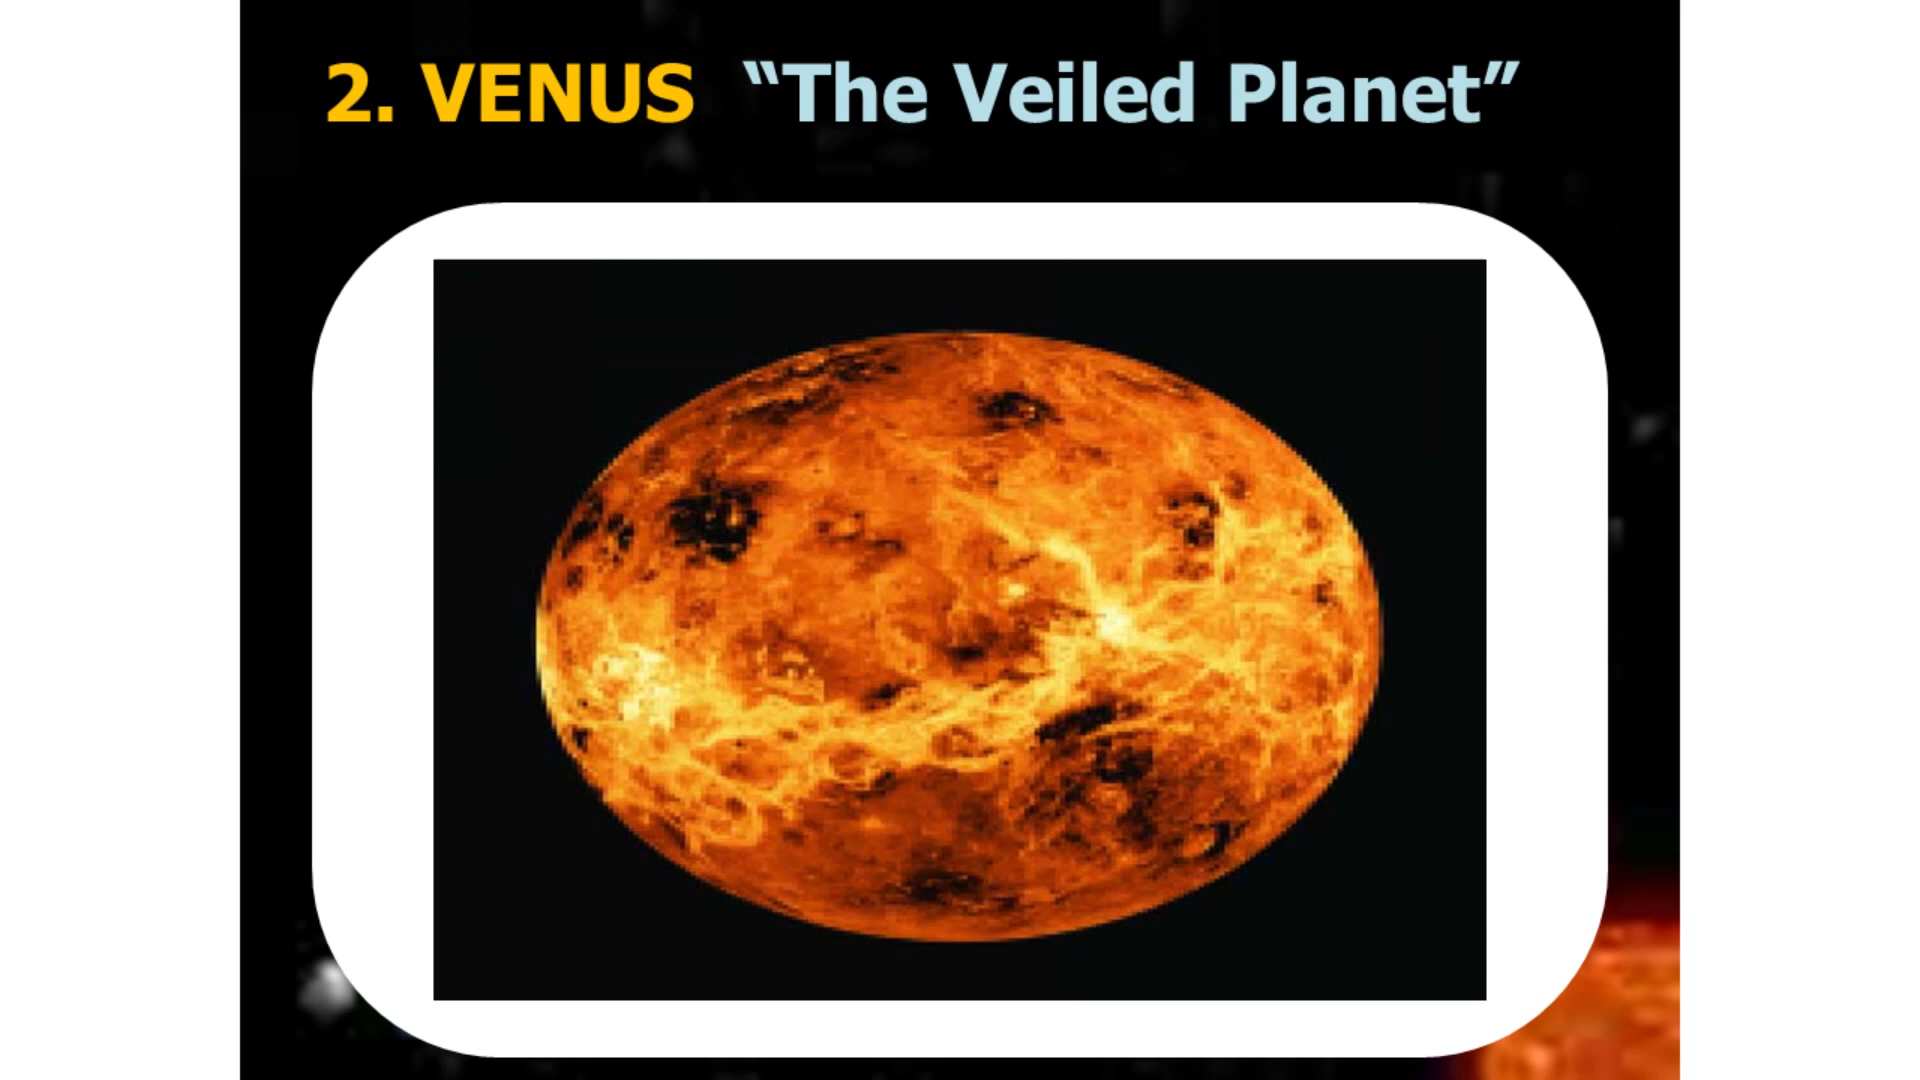 2. VENUS “The Veiled Planet”